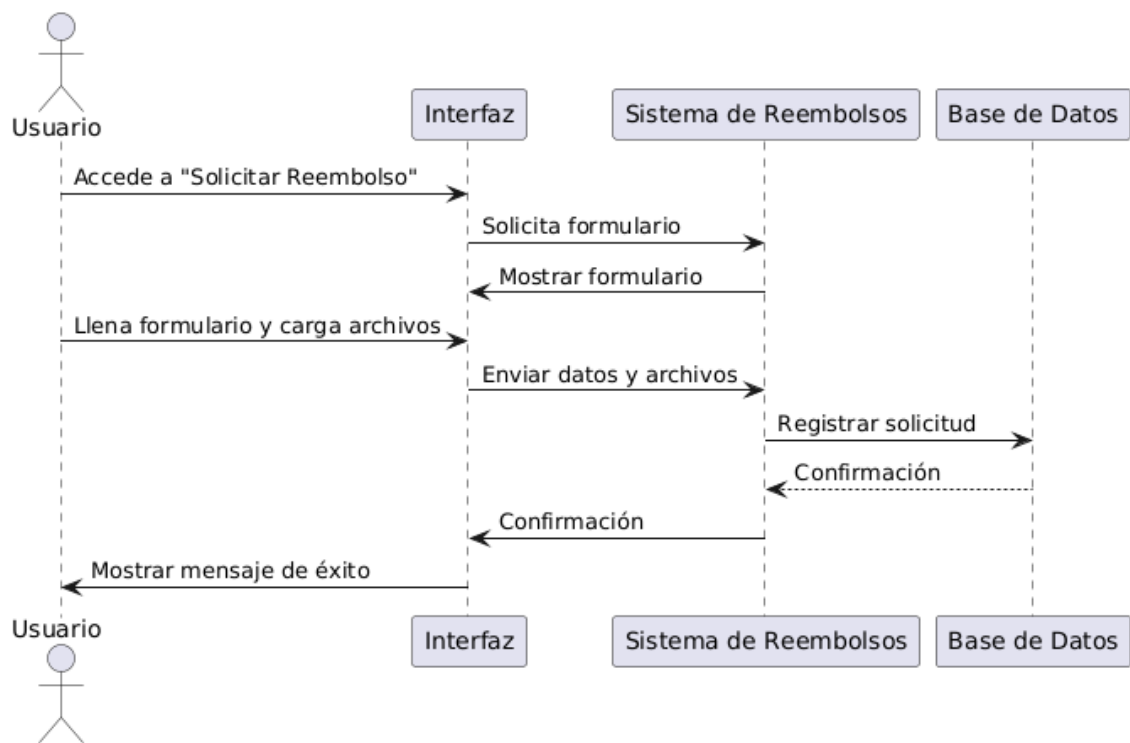 Usuario
Interfaz
Sistema de Reembolsos
Base de Datos
Accede a "Solicitar Reembolso"
Solicita formulario
Mostrar formulario
Llena formulario y carga archivos
Enviar datos y archivos
Registrar solicitud
Confirmación
Confirmación
Mostrar mensaje de éxito
Usuario
Interfaz
Sistema de Reembolsos
Base de Datos